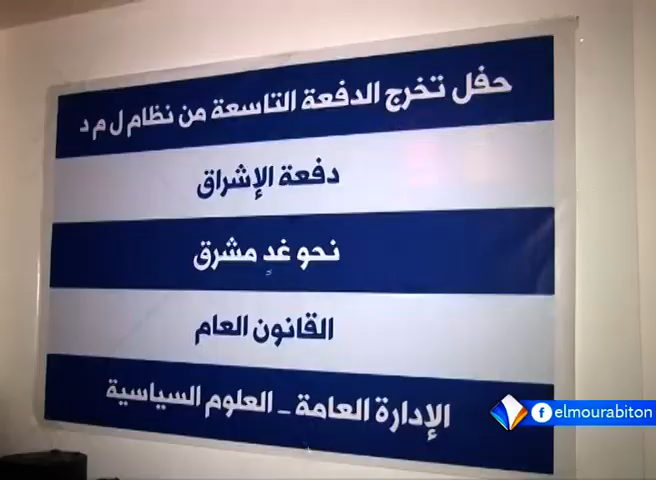 حفل تخرج الدفعة التاسعة من نظام ل م د
دفعة الإشراق
نحو غدٍ مشرق
القانون العام
الإدارة العامة _ العلوم السياسية
f elmourabiton